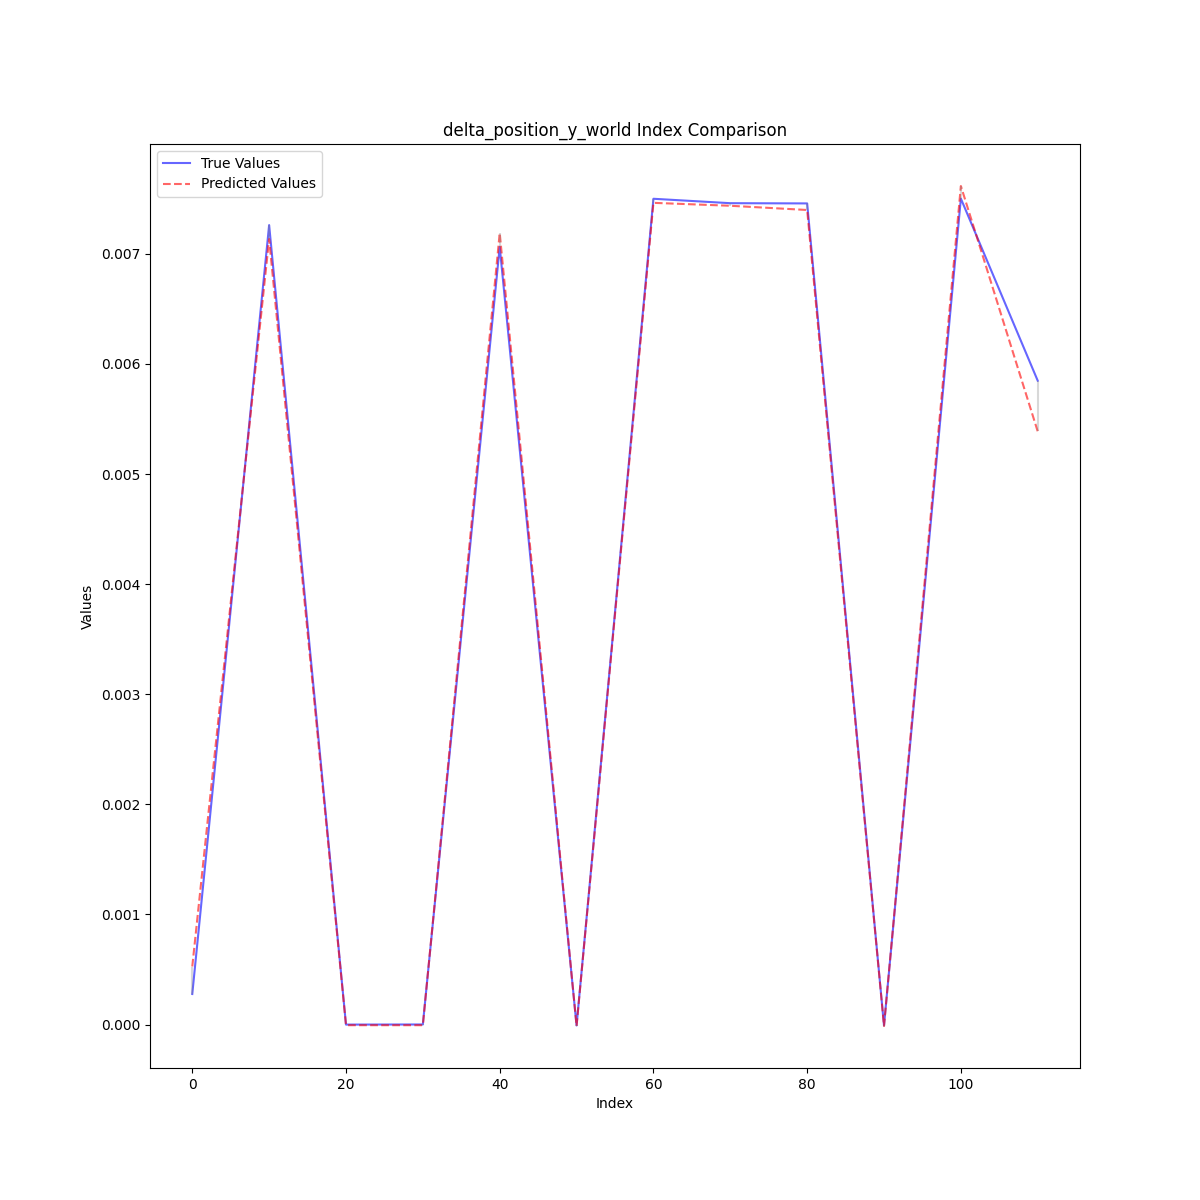 delta_position_y_world Index Comparison
True Values
Predicted Values
0.007
0.006
0.005
0.004
0.003
0.002
0.001
0.000
Values
0 20 40 60 80 100
Index